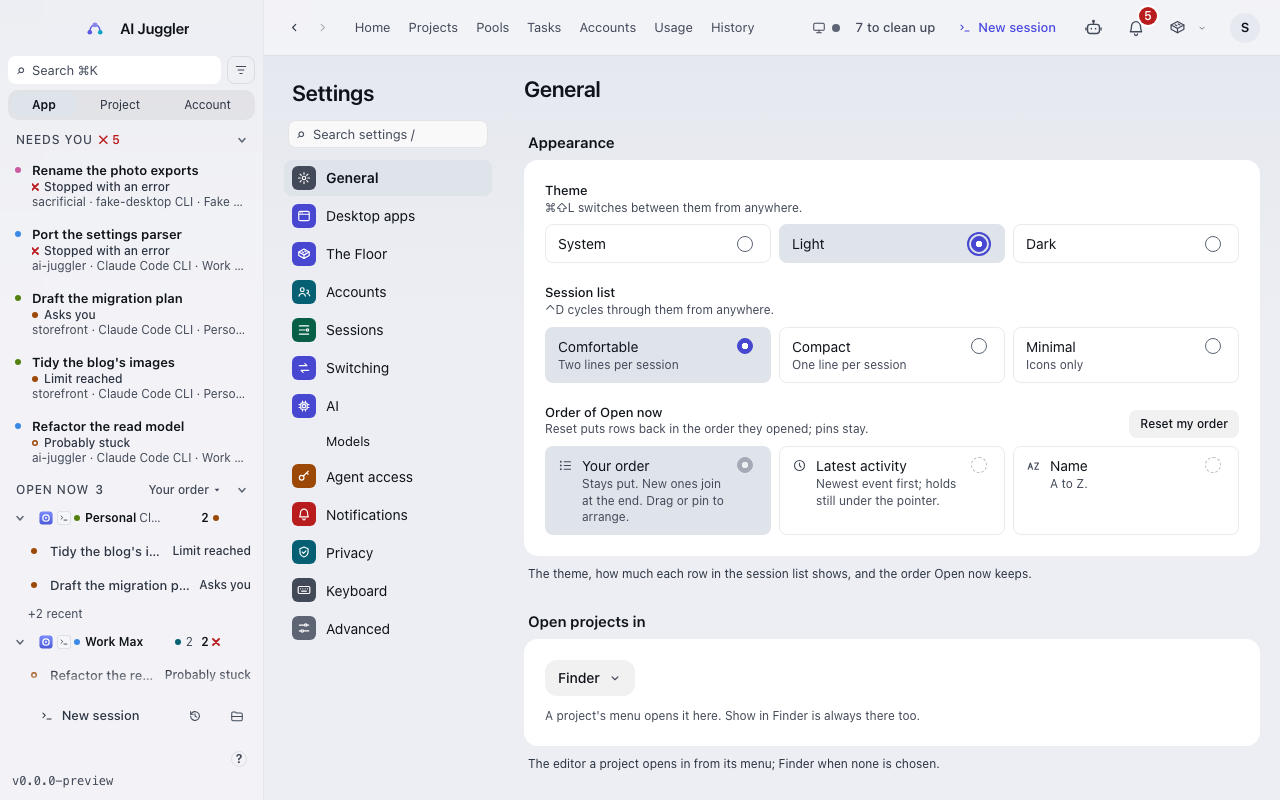 AI Juggler
Search ⌘K
App Project Account
NEEDS YOU 5
Rename the photo exports
Stopped with an error
sacrificial · fake-desktop CLI · Fake ...
Port the settings parser
Stopped with an error
ai-juggler · Claude Code CLI · Work ...
Draft the migration plan
Asks you
storefront · Claude Code CLI · Perso...
Tidy the blog's images
Limit reached
storefront · Claude Code CLI · Perso...
Refactor the read model
Probably stuck
ai-juggler · Claude Code CLI · Work ...
OPEN NOW 3 Your order
Personal Cl... 2
Tidy the blog's i... Limit reached
Draft the migration p... Asks you
+2 recent
Work Max 2 2
Refactor the re... Probably stuck
New session
?
v0.0.0-preview
Home Projects Pools Tasks Accounts Usage History 7 to clean up New session 5 S
Settings
Search settings /
General
Desktop apps
The Floor
Accounts
Sessions
Switching
AI
Models
Agent access
Notifications
Privacy
Keyboard
Advanced
General
Appearance
Theme
⌘⇧L switches between them from anywhere.
System Light Dark
Session list
^D cycles through them from anywhere.
Comfortable
Two lines per session
Compact
One line per session
Minimal
Icons only
Order of Open now
Reset puts rows back in the order they opened; pins stay.
Reset my order
Your order
Stays put. New ones join
at the end. Drag or pin to
arrange.
Latest activity
Newest event first; holds
still under the pointer.
AZ Name
A to Z.
The theme, how much each row in the session list shows, and the order Open now keeps.
Open projects in
Finder
A project's menu opens it here. Show in Finder is always there too.
The editor a project opens in from its menu; Finder when none is chosen.